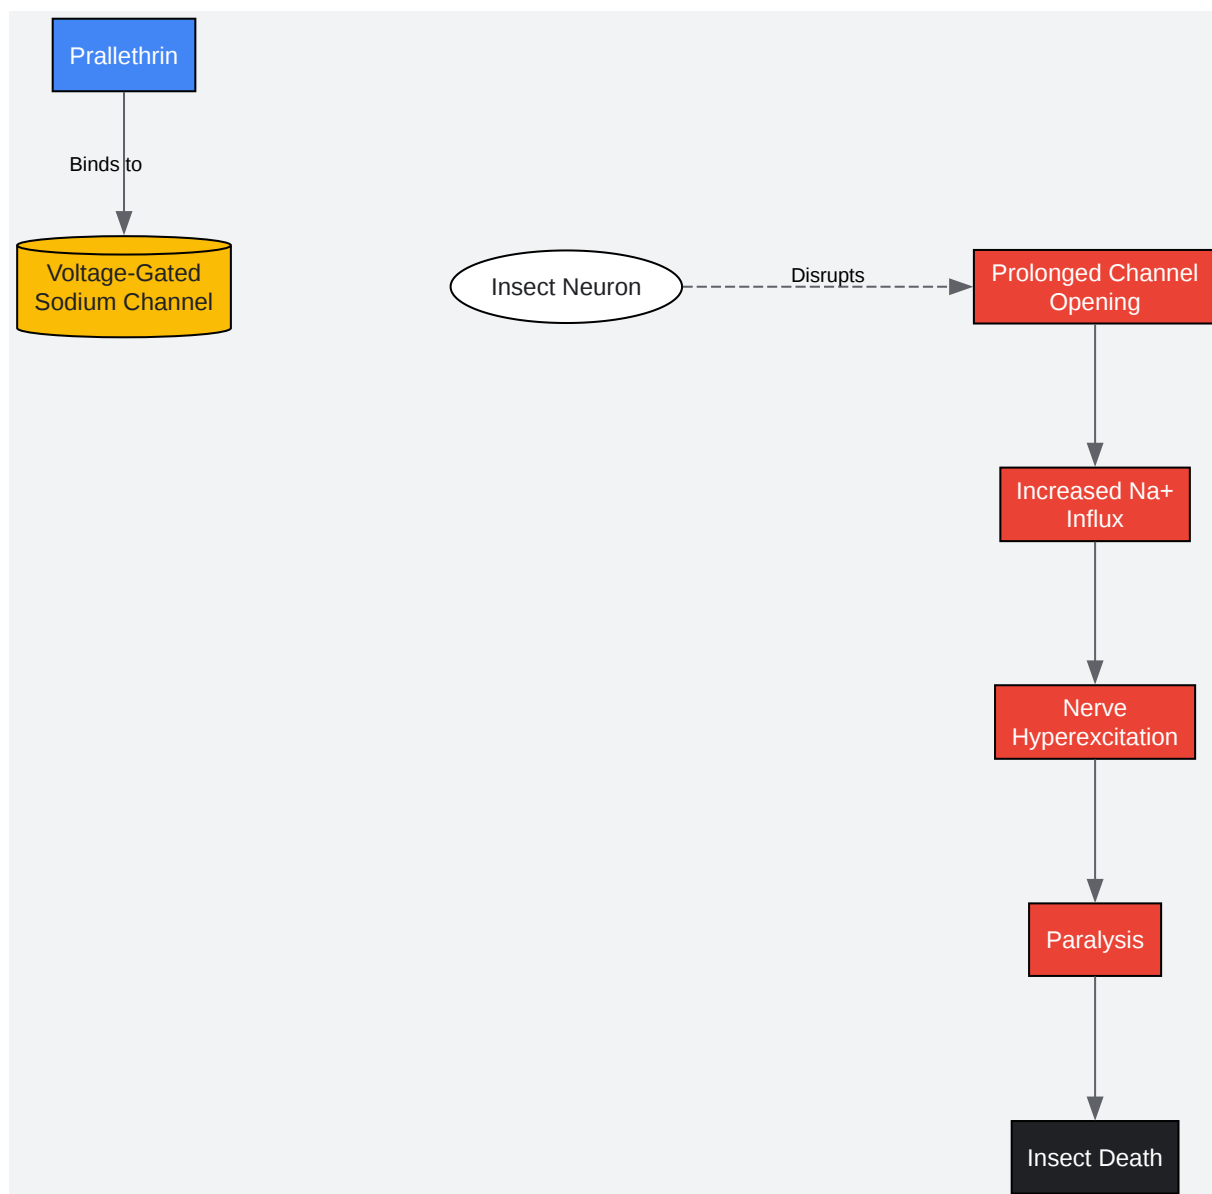 Prallethrin
Binds to
Voltage-Gated
Sodium Channel
Insect Neuron
Disrupts
Prolonged Channel
Opening
Increased Na+
Influx
Nerve
Hyperexcitation
Paralysis
Insect Death